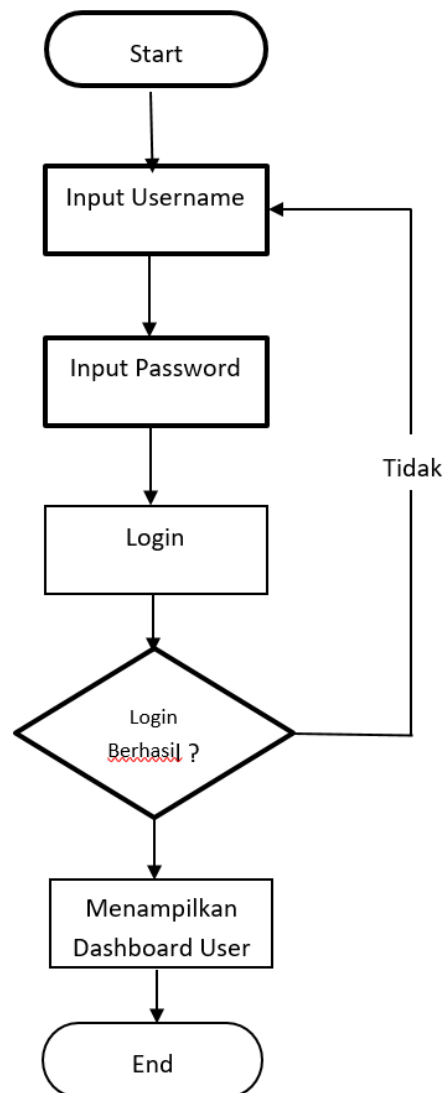 Start
Input Username
Input Password
Tidak
Login
Login
Berhasil ?
Menampilkan
Dashboard User
End